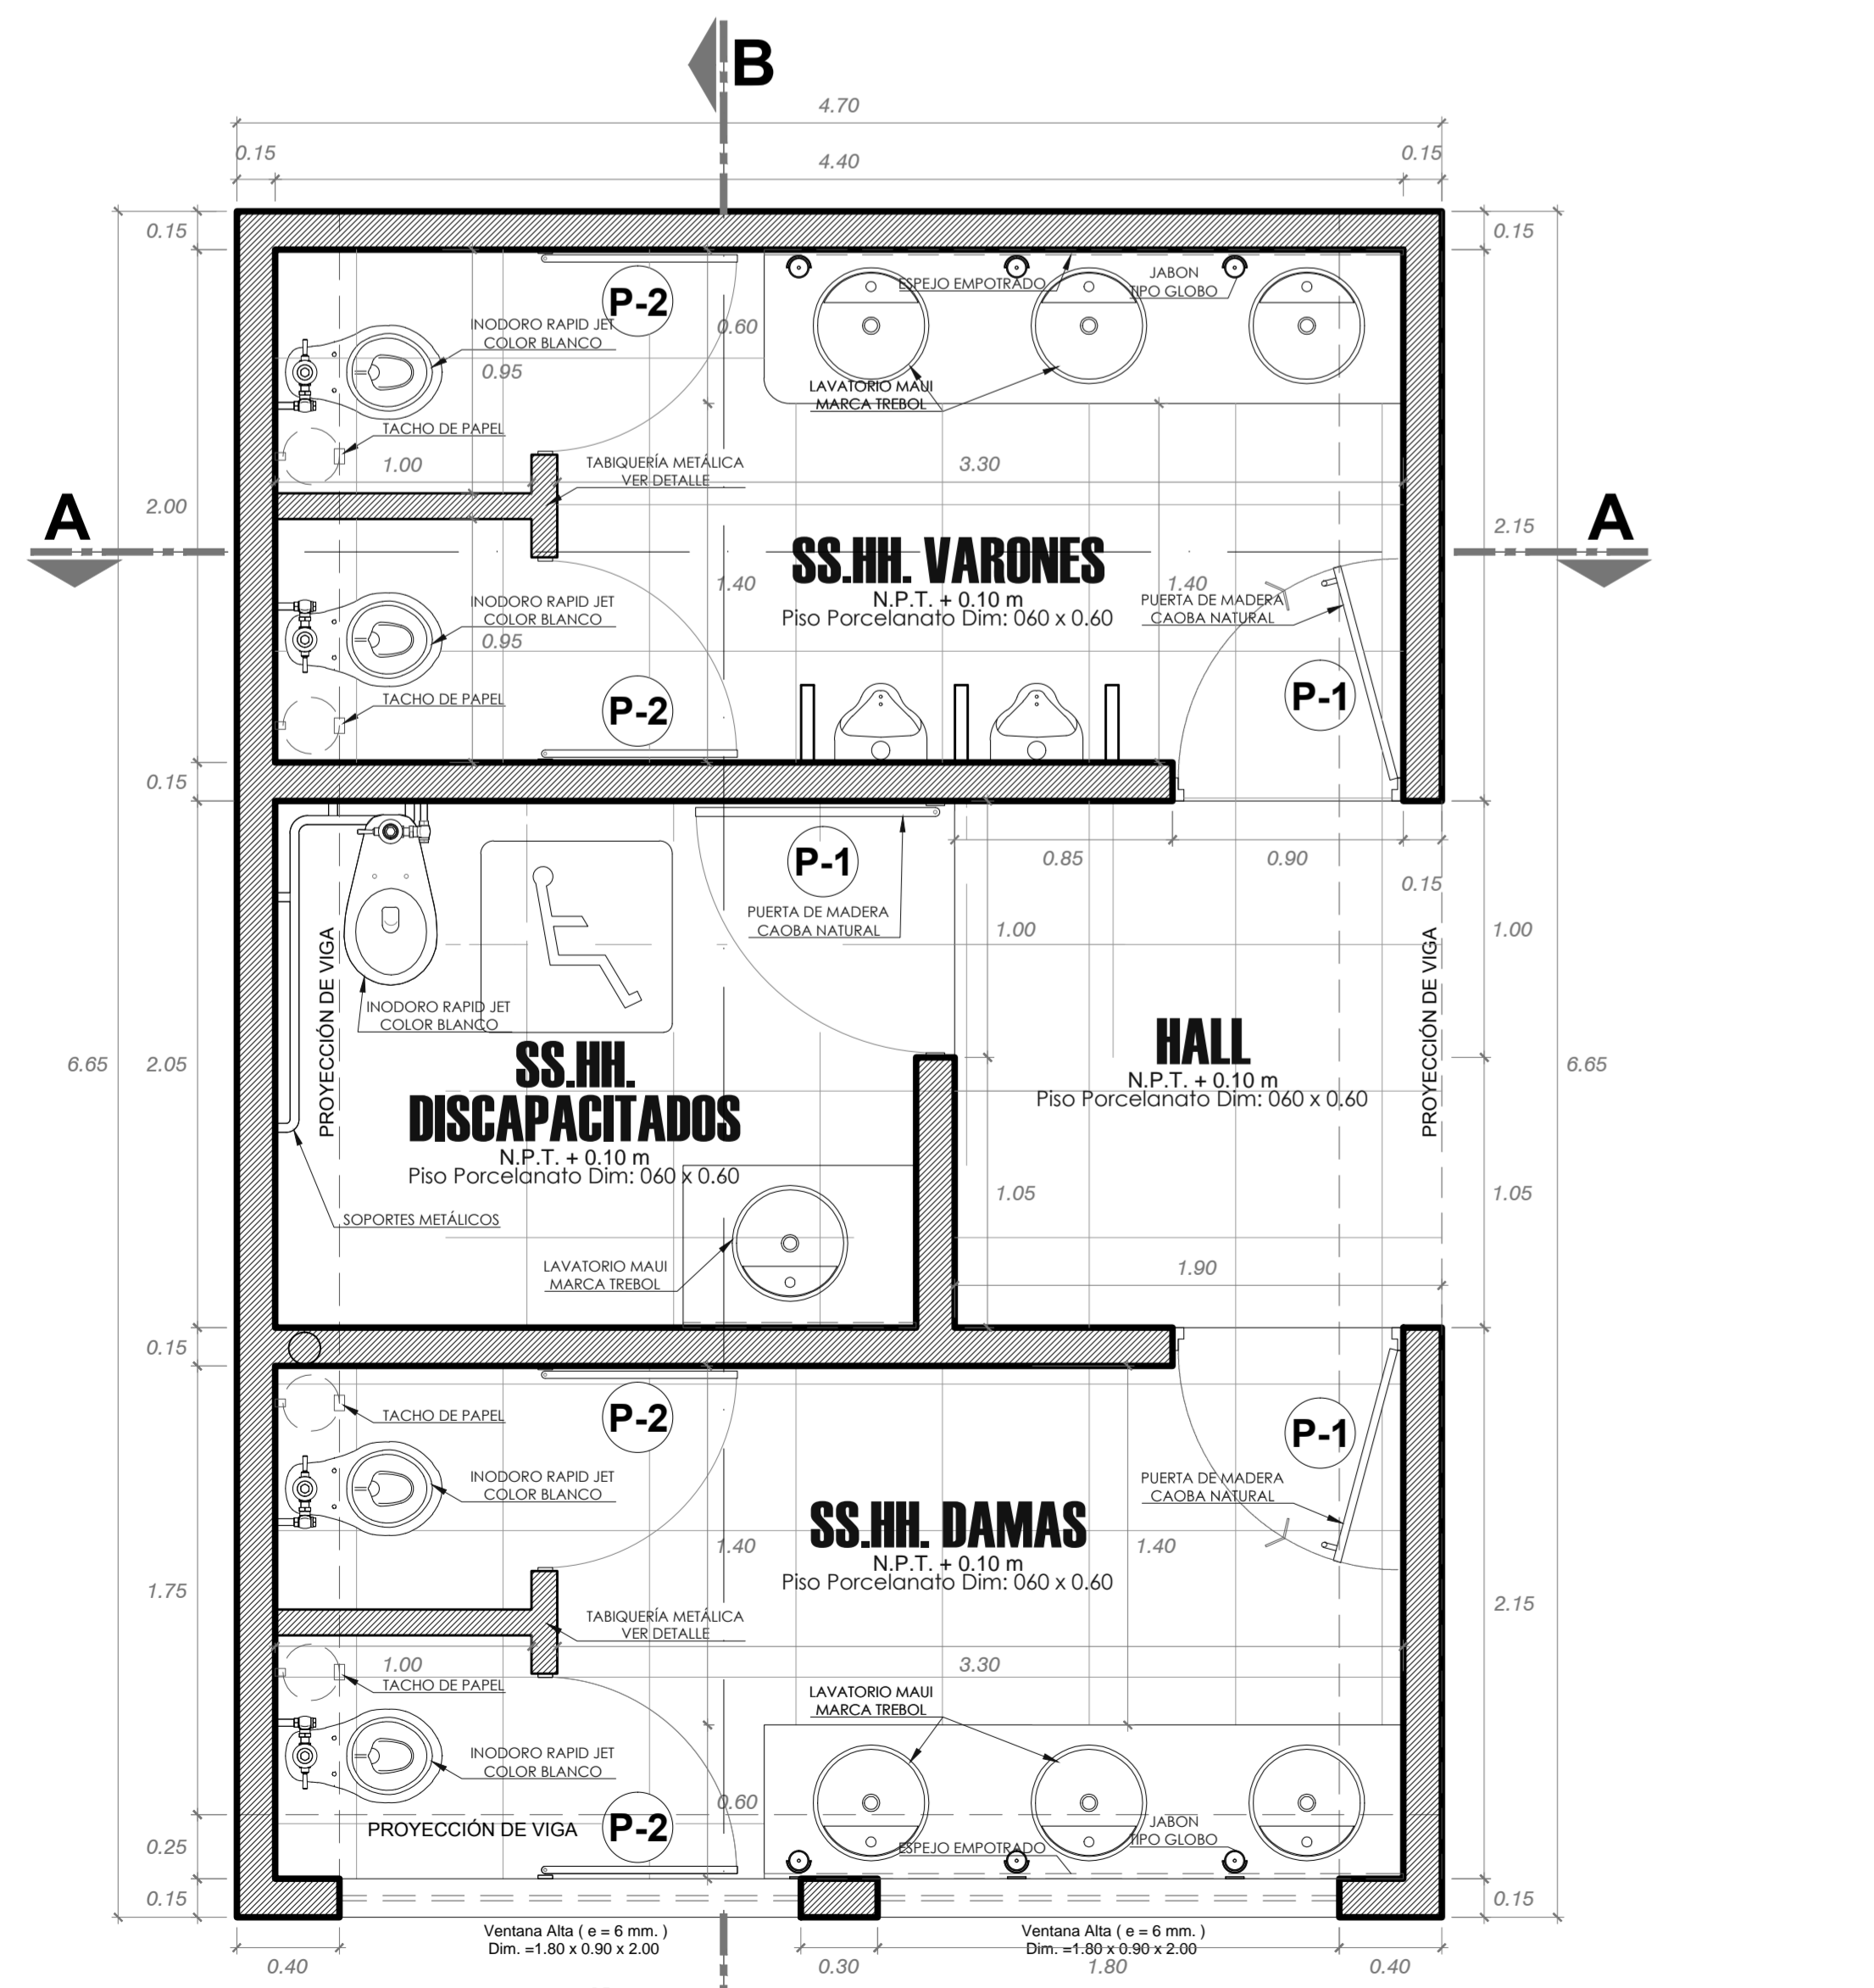 B
4.70
0.15
4.40
0.15
0.15
0.15
P-2
ESPEJO EMPOTRADO
JABON
TIPO GLOBO
INODORO RAPID JET
COLOR BLANCO
0.60
0.95
LAVATORIO MAUI
MARCA TREBOL
TACHO DE PAPEL
1.00
TABIQUERÍA METÁLICA
VER DETALLE
3.30
A
2.00
2.15
A
SS.HH. VARONES
N.P.T. + 0.10 m
Piso Porcelanato Dim: 060 x 0.60
1.40
1.40
PUERTA DE MADERA
CAOBA NATURAL
INODORO RAPID JET
COLOR BLANCO
0.95
TACHO DE PAPEL
P-2
P-1
0.15
P-1
PUERTA DE MADERA
CAOBA NATURAL
0.85
0.90
0.15
1.00
1.00
PROYECCIÓN DE VIGA
PROYECCIÓN DE VIGA
INODORO RAPID JET
COLOR BLANCO
6.65
2.05
SS.HH.
DISCAPACITADOS
N.P.T. + 0.10 m
Piso Porcelanato Dim: 060 x 0.60
HALL
N.P.T. + 0.10 m
Piso Porcelanato Dim: 060 x 0.60
6.65
SOPORTES METÁLICOS
1.05
1.05
LAVATORIO MAUI
MARCA TREBOL
1.90
0.15
TACHO DE PAPEL
P-2
P-1
INODORO RAPID JET
COLOR BLANCO
PUERTA DE MADERA
CAOBA NATURAL
SS.HH. DAMAS
N.P.T. + 0.10 m
Piso Porcelanato Dim: 060 x 0.60
1.40
1.40
1.75
2.15
TABIQUERÍA METÁLICA
VER DETALLE
1.00
TACHO DE PAPEL
3.30
LAVATORIO MAUI
MARCA TREBOL
INODORO RAPID JET
COLOR BLANCO
0.60
PROYECCIÓN DE VIGA
P-2
JABON
TIPO GLOBO
ESPEJO EMPOTRADO
0.25
0.15
0.15
Ventana Alta ( e = 6 mm. )
Dim. =1.80 x 0.90 x 2.00
Ventana Alta ( e = 6 mm. )
Dim. =1.80 x 0.90 x 2.00
0.40
0.30
1.80
0.40